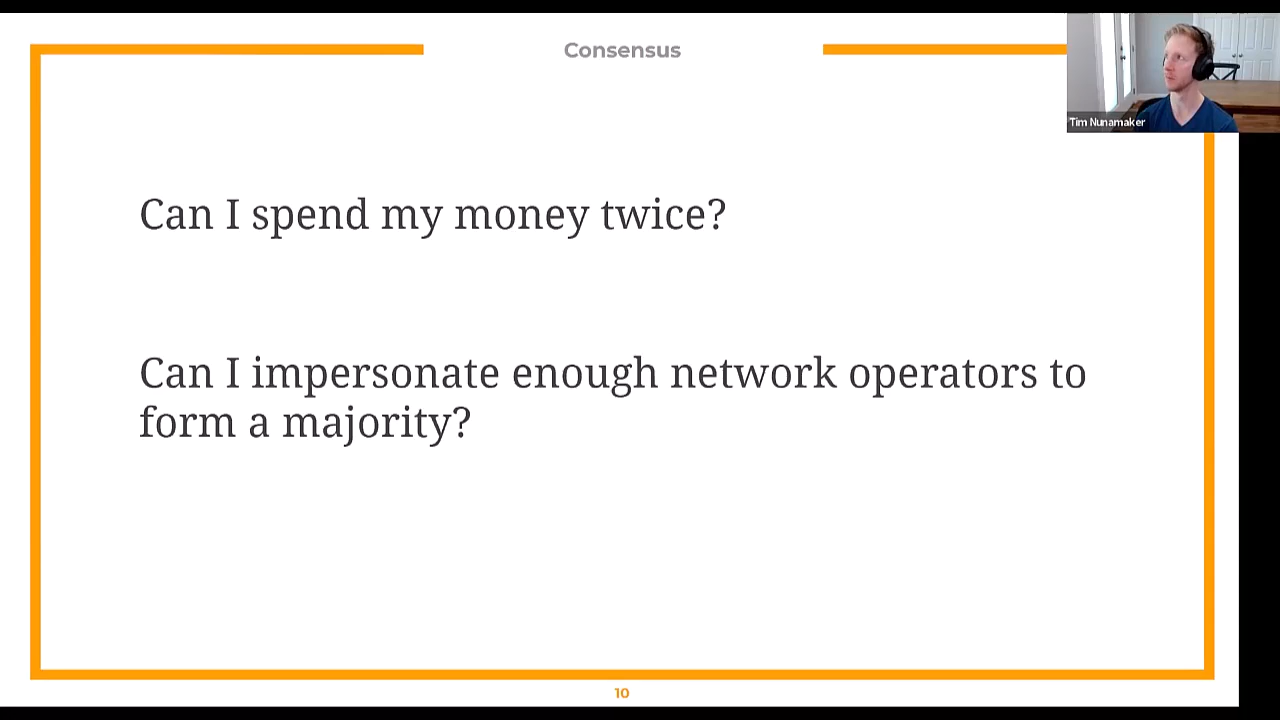 Consensus
Tim Nunamaker
Can I spend my money twice?
Can I impersonate enough network operators to
form a majority?
10